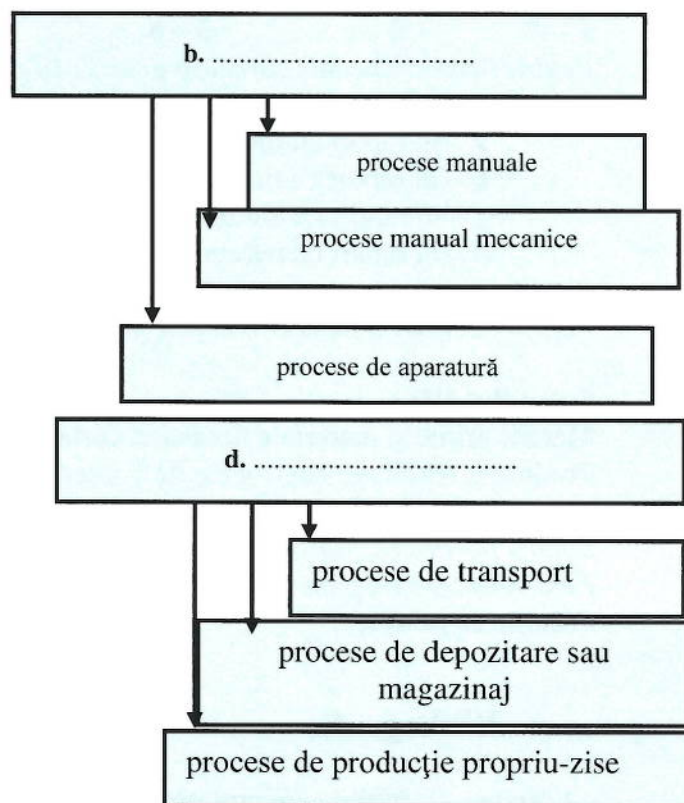 b. ........................................
procese manuale
procese manual mecanice
procese de aparatură
d. ........................................
procese de transport
procese de depozitare sau
magazinaj
procese de producţie propriu-zise